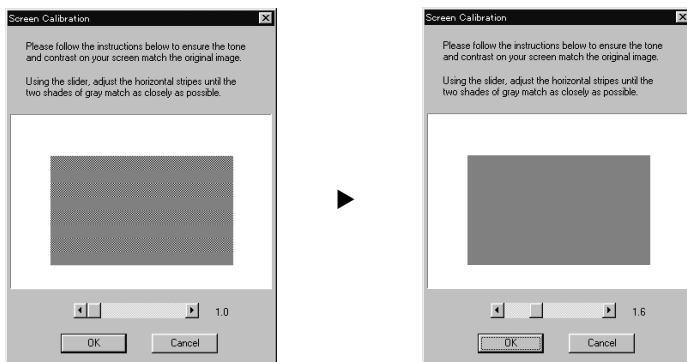 Screen Calibration
Please follow the instructions below to ensure the tone
and contrast on your screen match the original image.
Using the slider, adjust the horizontal stripes until the
two shades of gray match as closely as possible.
1.0
OK
Cancel
Screen Calibration
Please follow the instructions below to ensure the tone
and contrast on your screen match the original image.
Using the slider, adjust the horizontal stripes until the
two shades of gray match as closely as possible.
1.6
OK
Cancel